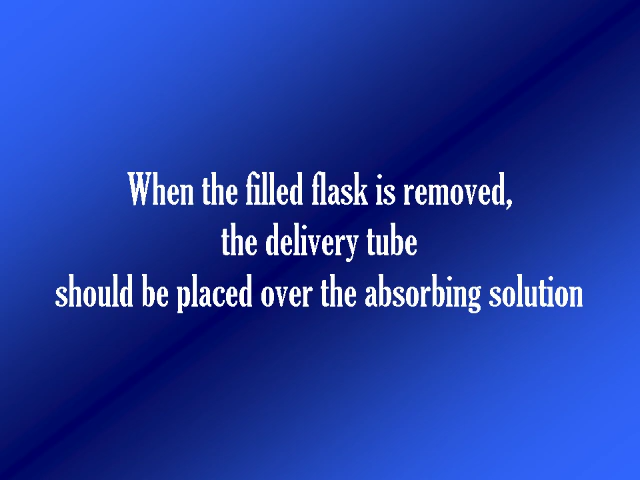 When the filled flask is removed,
the delivery tube
should be placed over the absorbing solution